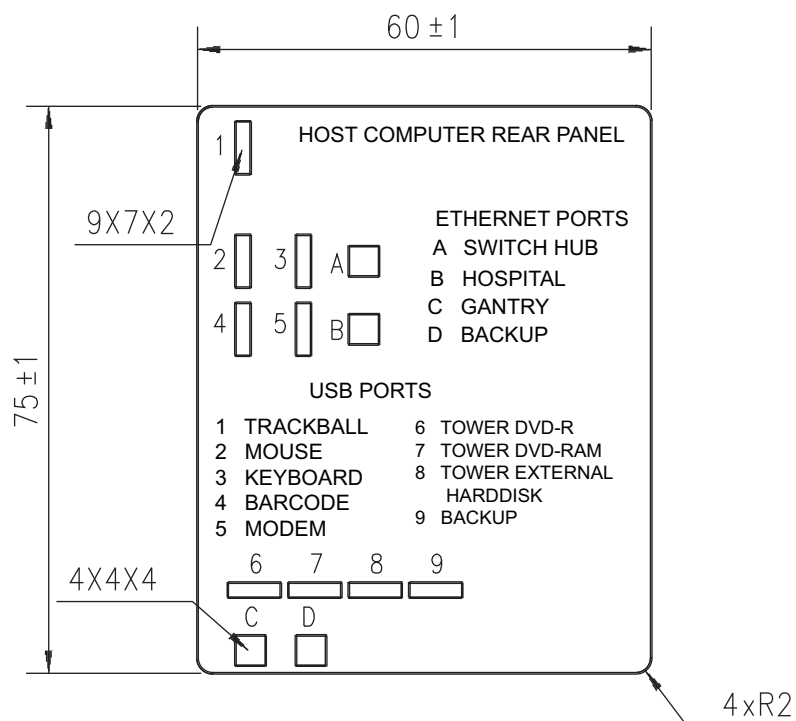 60±1
1 HOST COMPUTER REAR PANEL
9X7X2
ETHERNET PORTS
A SWITCH HUB
B HOSPITAL
C GANTRY
D BACKUP
2 3 A
4 5 B
75±1
USB PORTS
1 TRACKBALL
2 MOUSE
3 KEYBOARD
4 BARCODE
5 MODEM
6 TOWER DVD-R
7 TOWER DVD-RAM
8 TOWER EXTERNAL
HARDDISK
9 BACKUP
6 7 8 9
4X4X4
C D
4xR2